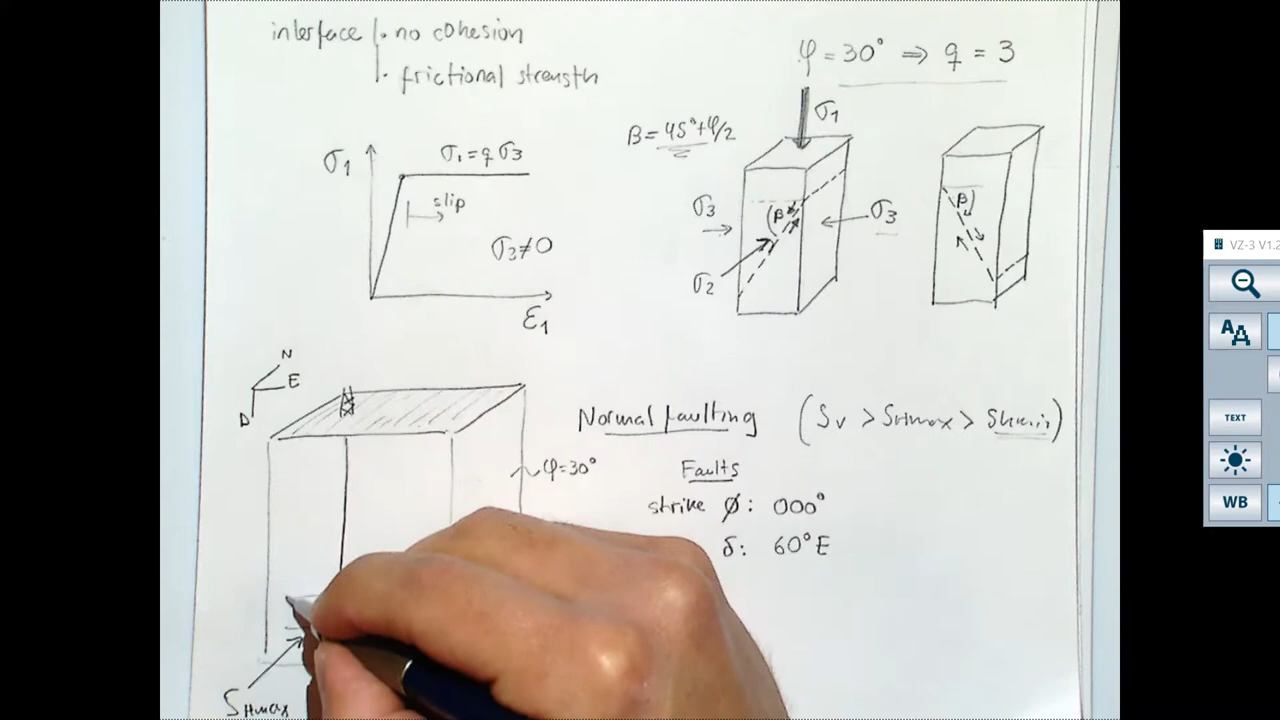 interface · no cohesion
· frictional strength
φ = 30° ⇒ q = 3
σ1
β = 45° + φ/2
σ1
σ1 = q σ3
slip
σ3 ≠ 0
ε1
σ3
β
σ3
σ2
β
N
E
D
φ = 30°
Normal faulting (Sv > SHmax > Shmin)
Faults
strike ø: 000°
δ: 60°E
SHmax
VZ-3 V1.2
AA
TEXT
WB